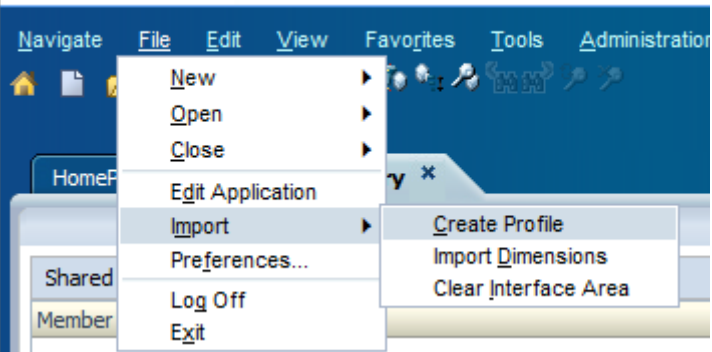 Navigate File Edit View Favorites Tools Administration
New
Open
Close
HomeP
ry ×
Edit Application
Import
Create Profile
Preferences...
Import Dimensions
Shared
Clear Interface Area
Log Off
Member
Exit